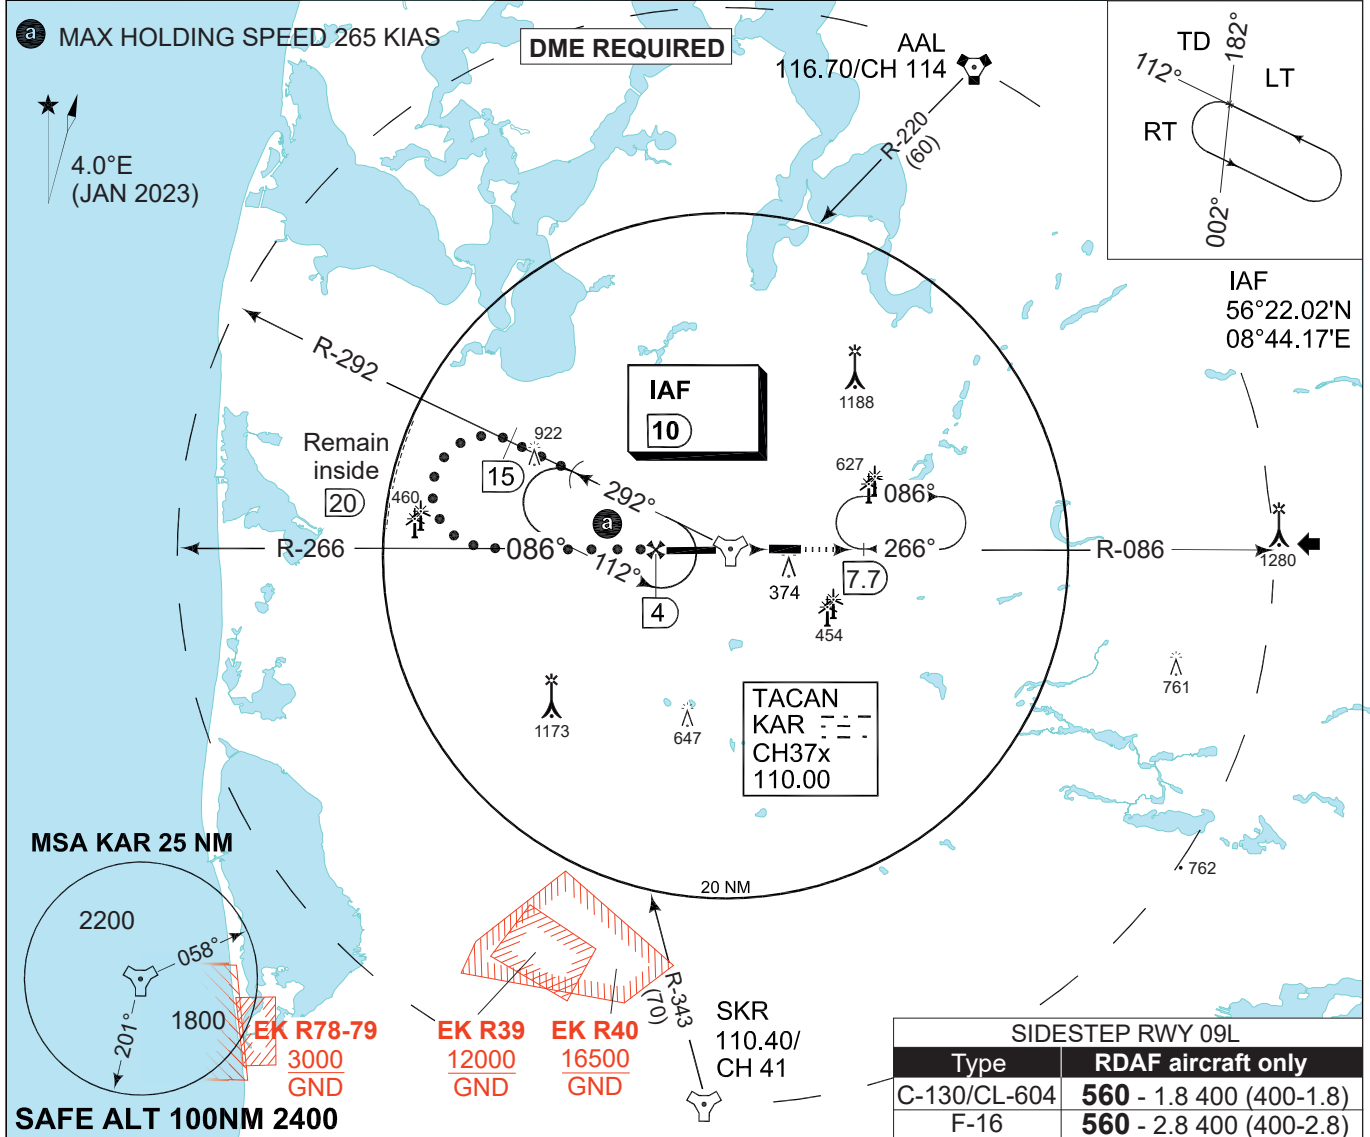 a MAX HOLDING SPEED 265 KIAS
DME REQUIRED
AAL
116.70/CH 114
R-220
(60)
TD
182°
112°
LT
RT
002°
4.0°E
(JAN 2023)
IAF
56°22.02'N
08°44.17'E
R-292
IAF
10
1188
Remain
inside
20
922
15
460
292°
a
627
086°
R-266
086°
112°
266°
R-086
1280
4
374
7.7
454
761
1173
647
TACAN
KAR
CH37x
110.00
762
20 NM
MSA KAR 25 NM
2200
058°
201°
1800
EK R78-79
3000
GND
EK R39
12000
GND
EK R40
16500
GND
R-343
(70)
SKR
110.40/
CH 41
SAFE ALT 100NM 2400
SIDESTEP RWY 09L
Type RDAF aircraft only
C-130/CL-604 560 - 1.8 400 (400-1.8)
F-16 560 - 2.8 400 (400-2.8)